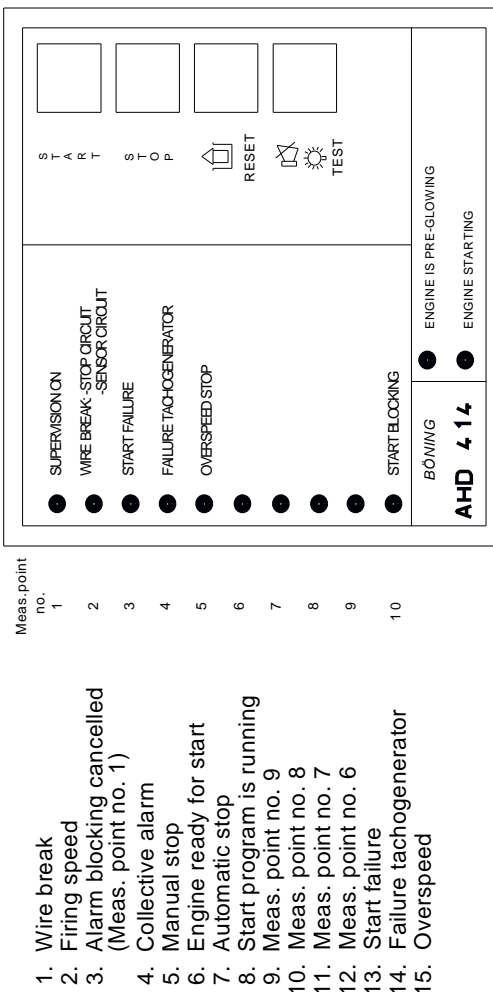 1. Wire break
2. Firing speed
3. Alarm blocking cancelled
(Meas. point no. 1)
4. Collective alarm
5. Manual stop
6. Engine ready for start
7. Automatic stop
8. Start program is running
9. Meas. point no. 9
10. Meas. point no. 8
11. Meas. point no. 7
12. Meas. point no. 6
13. Start failure
14. Failure tachogenerator
15. Overspeed
Meas.point
no.
1
2
3
4
5
6
7
8
9
10
SUPERVISION ON
WIRE BREAK: -STOP CIRCUIT
-SENSOR CIRCUIT
START FAILURE
FAILURE TACHOGENERATOR
OVERSPEED STOP
START BLOCKING
START
STOP
RESET
TEST
BÖNING
AHD 414
ENGINE IS PRE-GLOWING
ENGINE STARTING